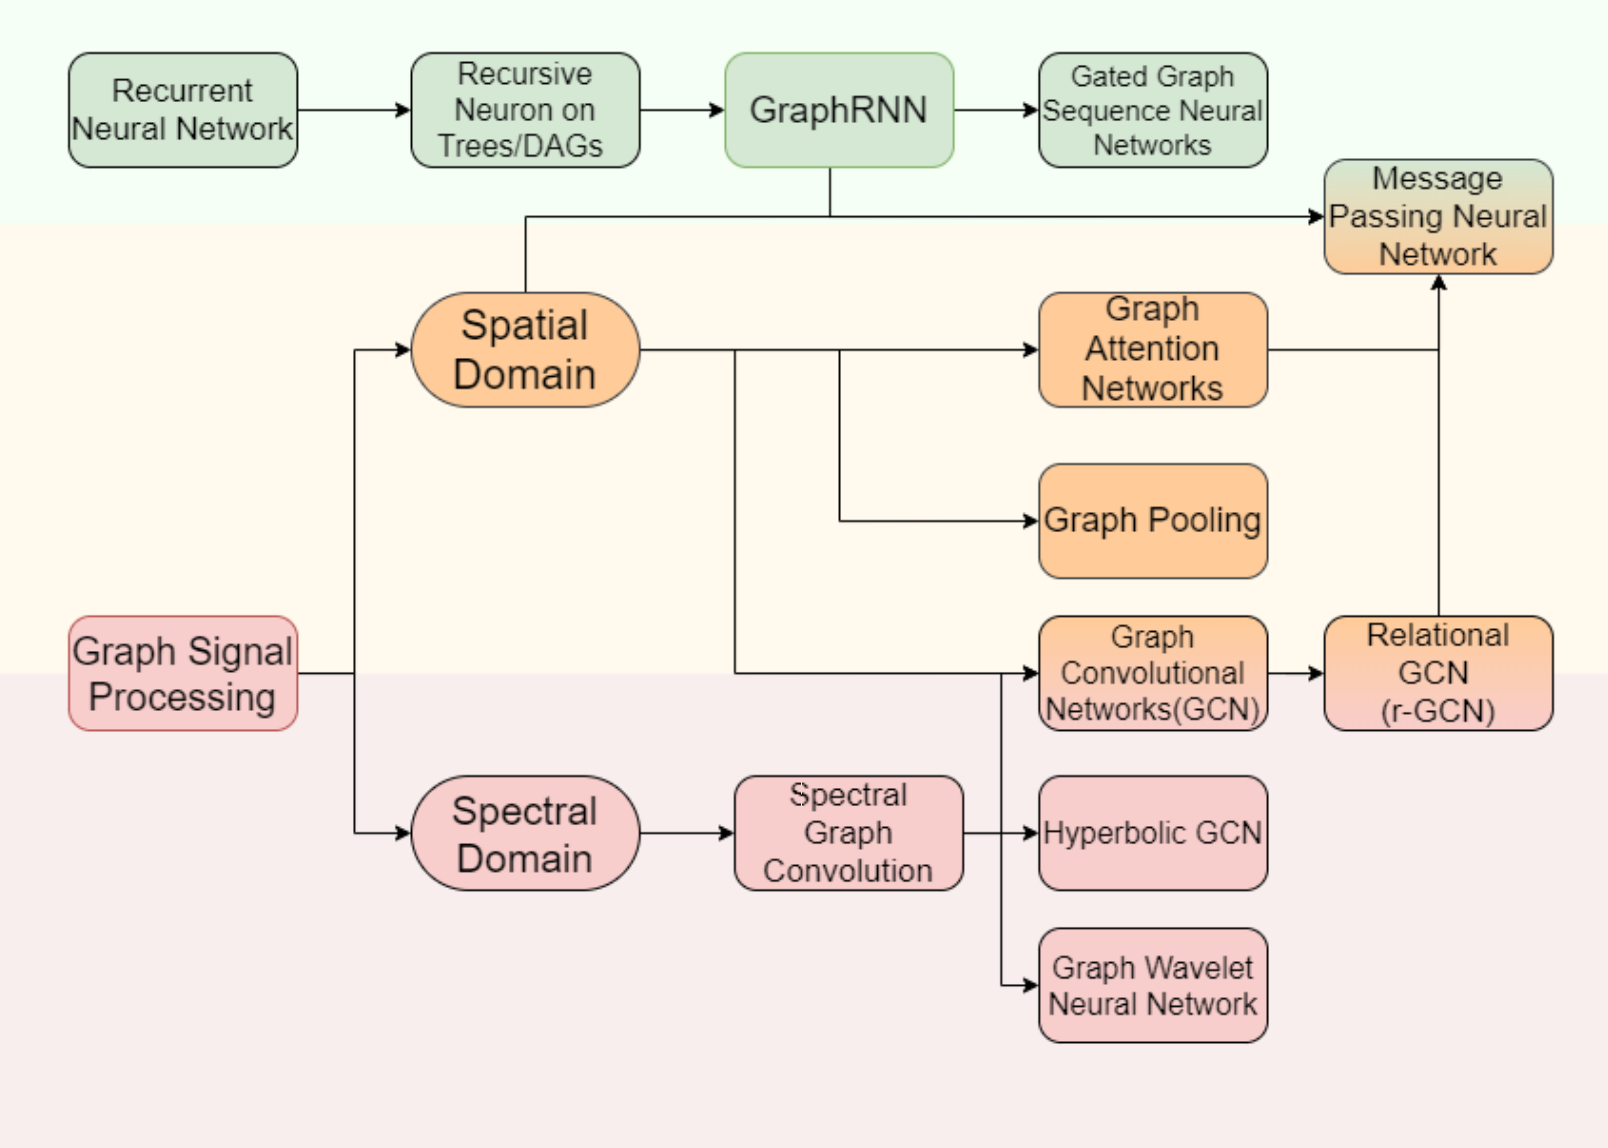 Recurrent
Neural Network
Recursive
Neuron on
Trees/DAGs
GraphRNN
Gated Graph
Sequence Neural
Networks
Message
Passing Neural
Network
Spatial
Domain
Graph
Attention
Networks
Graph Pooling
Graph Signal
Processing
Graph
Convolutional
Networks(GCN)
Relational
GCN
(r-GCN)
Spectral
Domain
Spectral
Graph
Convolution
Hyperbolic GCN
Graph Wavelet
Neural Network